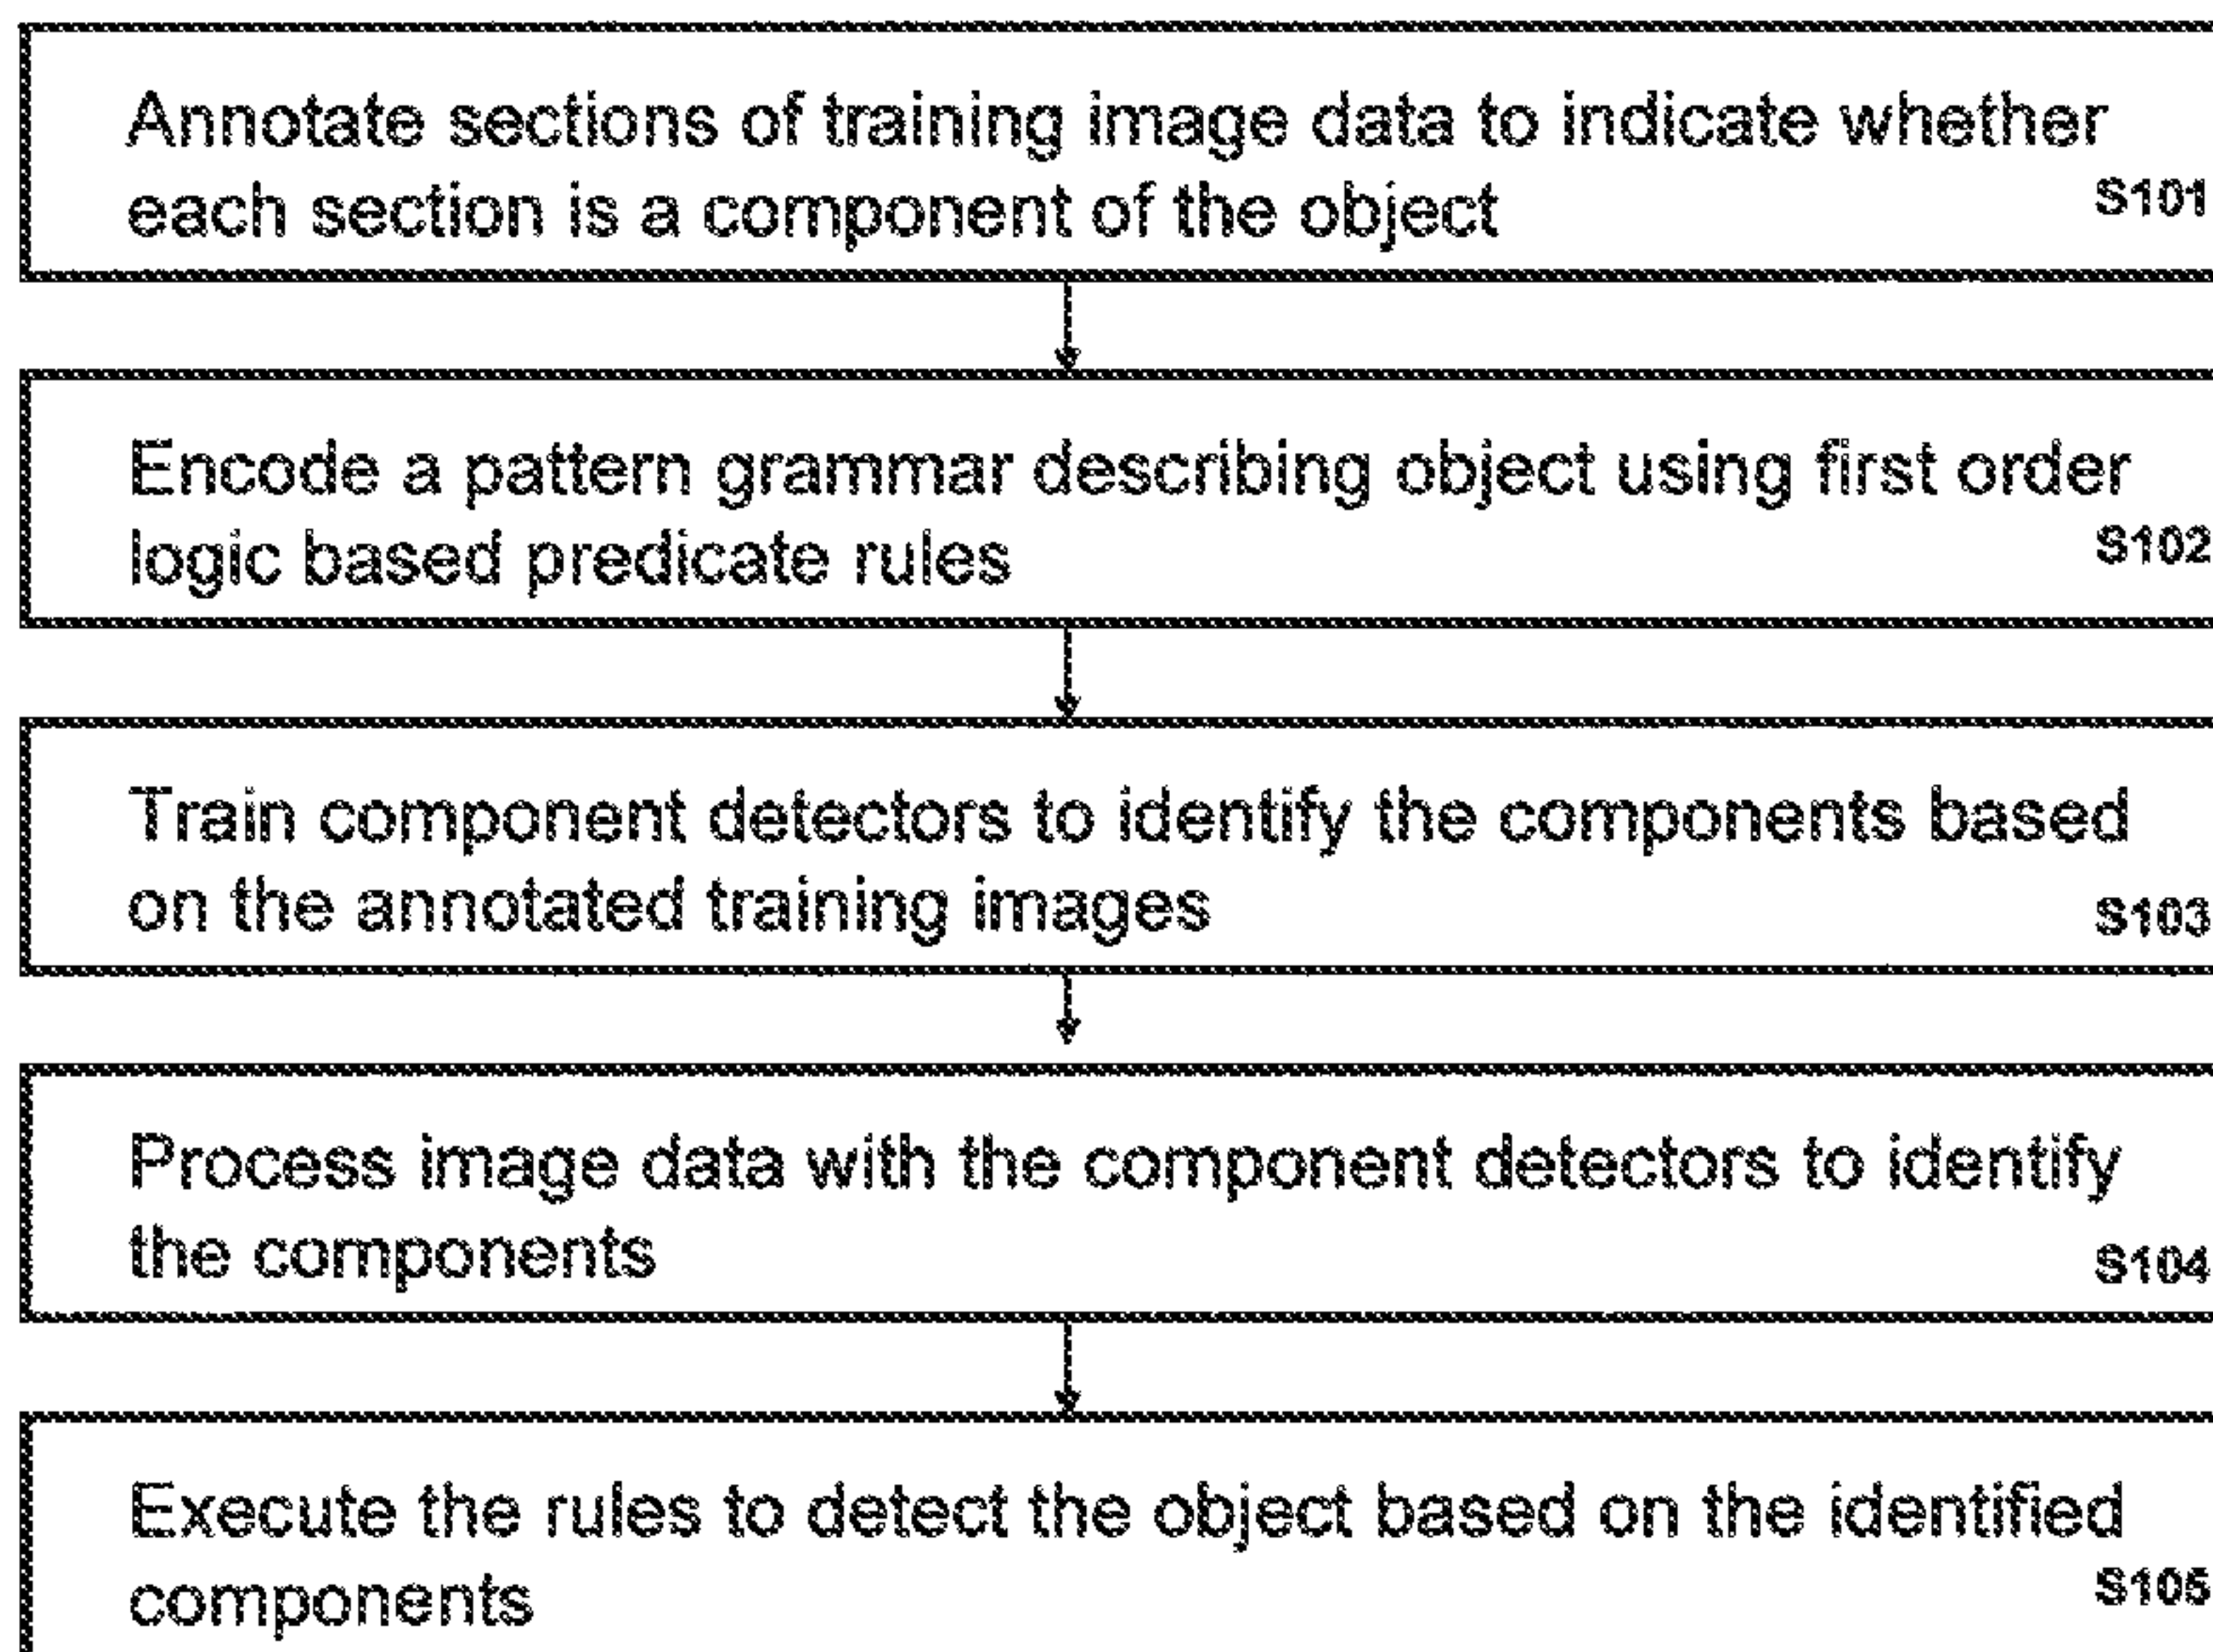 Annotate sections of training image data to indicate whether
each section is a component of the object
S101
Encode a pattern grammar describing object using first order
logic based predicate rules
S102
Train component detectors to identify the components based
on the annotated training images
S103
Process image data with the component detectors to identify
the components
S104
Execute the rules to detect the object based on the identified
components
S105